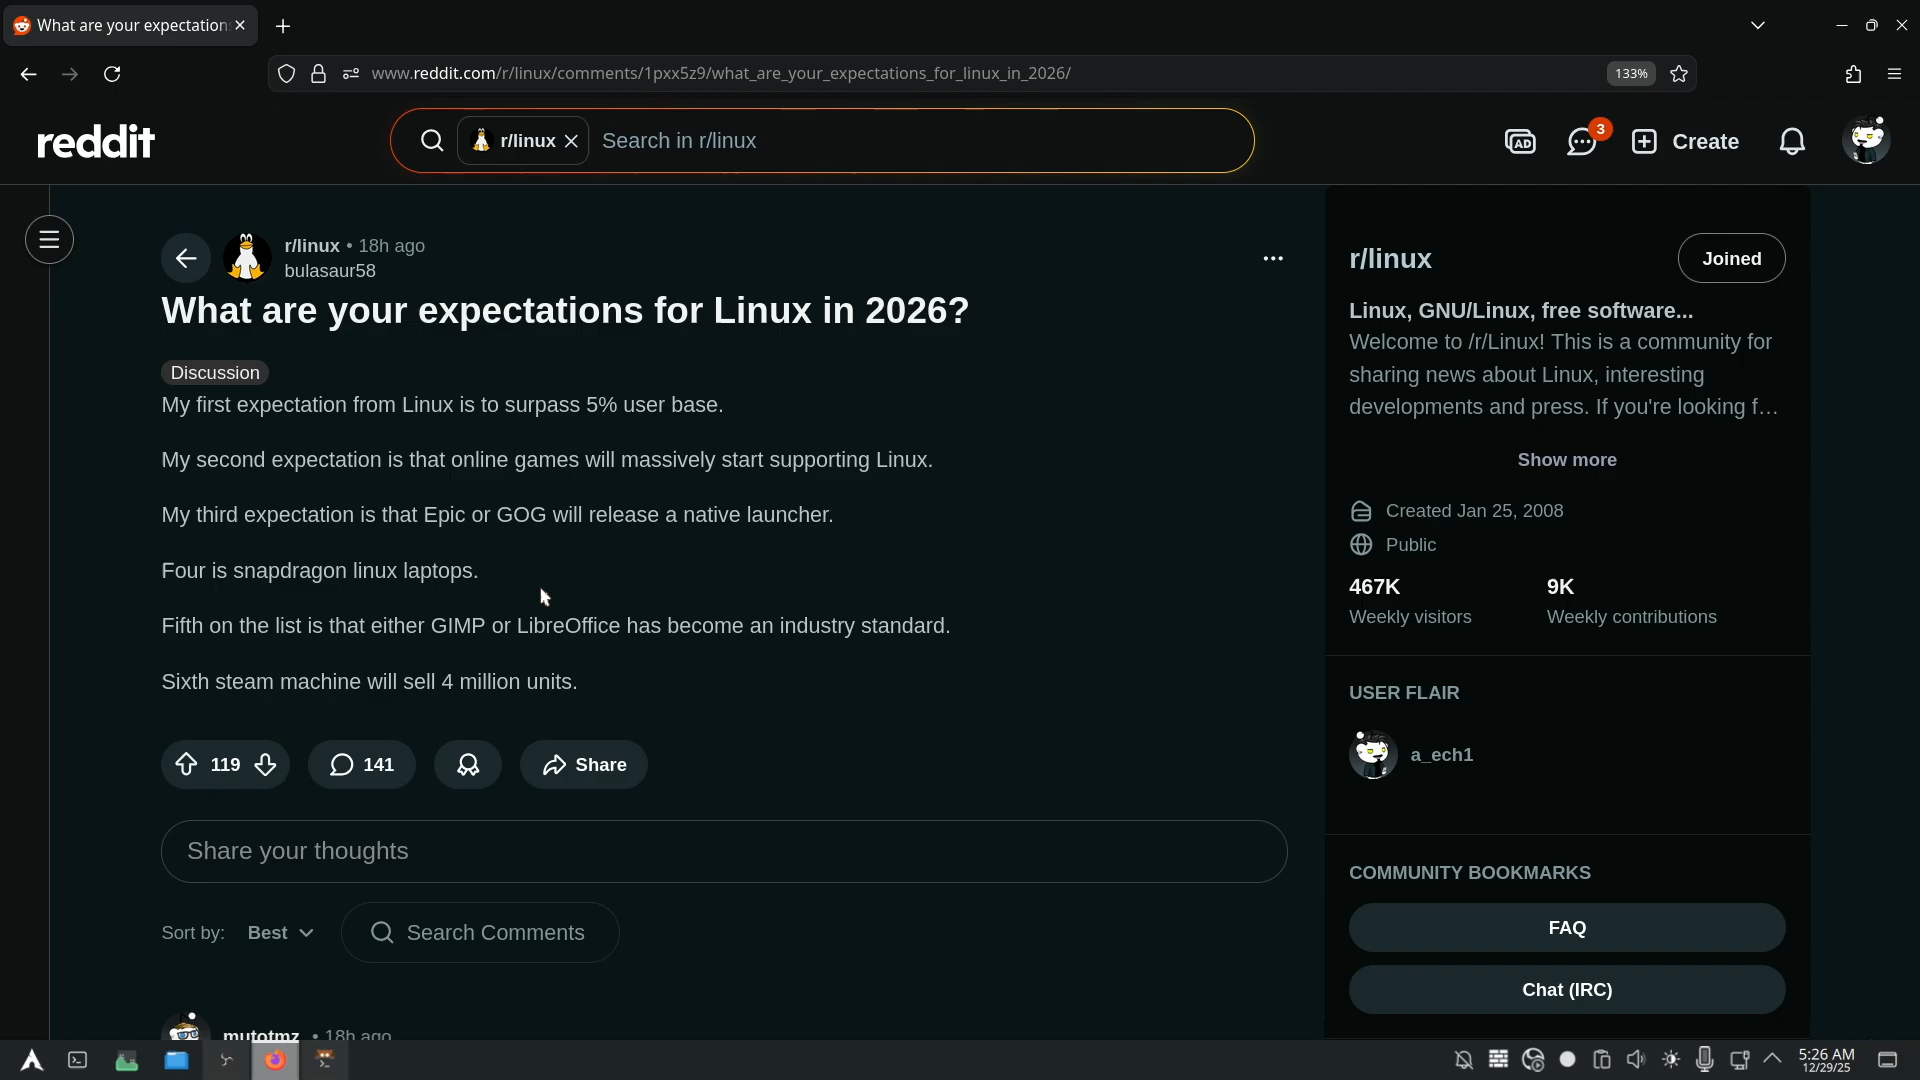 What are your expectation
www.reddit.com/r/linux/comments/1pxx5z9/what_are_your_expectations_for_linux_in_2026/
133%
reddit
r/linux
Search in r/linux
AD
3
Create
r/linux • 18h ago
bulasaur58
What are your expectations for Linux in 2026?
Discussion
My first expectation from Linux is to surpass 5% user base.
My second expectation is that online games will massively start supporting Linux.
My third expectation is that Epic or GOG will release a native launcher.
Four is snapdragon linux laptops.
Fifth on the list is that either GIMP or LibreOffice has become an industry standard.
Sixth steam machine will sell 4 million units.
119
141
Share
Share your thoughts
Sort by: Best
Search Comments
mutotmz • 18h ago
r/linux
Joined
Linux, GNU/Linux, free software...
Welcome to /r/Linux! This is a community for
sharing news about Linux, interesting
developments and press. If you're looking f...
Show more
Created Jan 25, 2008
Public
467K
Weekly visitors
9K
Weekly contributions
USER FLAIR
a_ech1
COMMUNITY BOOKMARKS
FAQ
Chat (IRC)
5:26 AM
12/29/25